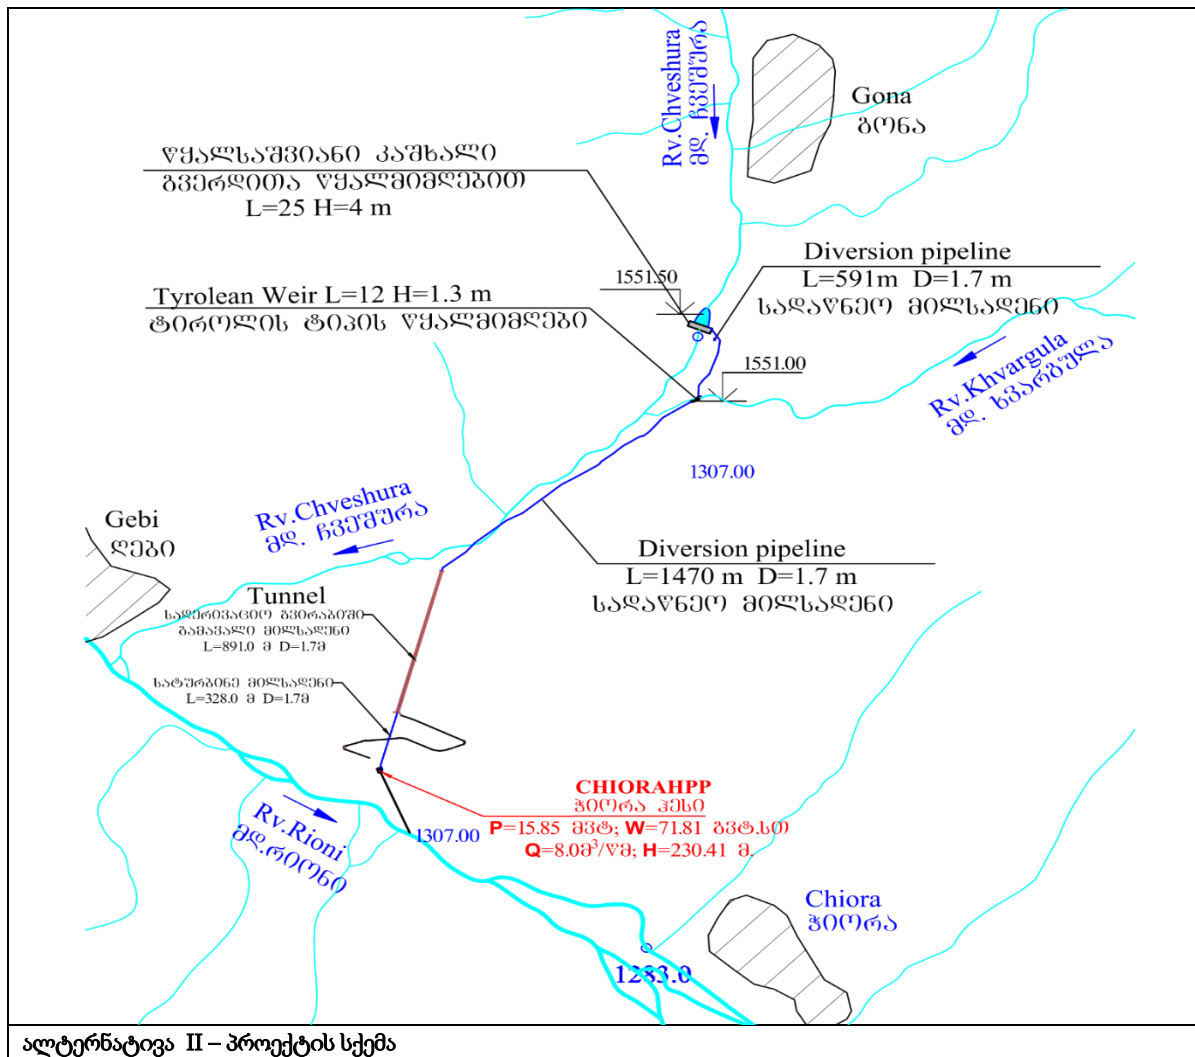 Rv.Chveshura
მდ. ჩვეშურა
Gona
გონა
წყალსაშვიანი კაშხალი
გვერდითა წყალმიმღებით
L=25 H=4 m
Diversion pipeline
L=591m D=1.7 m
სადაწნეო მილსადენი
1551.50
Tyrolean Weir L=12 H=1.3 m
ტიროლის ტიპის წყალმიმღები
1551.00
Rv.Khvargula
მდ. ხვარგულა
1307.00
Rv.Chveshura
მდ. ჩვეშურა
Gebi
ღები
Diversion pipeline
L=1470 m D=1.7 m
სადაწნეო მილსადენი
Tunnel
სადერივაციო გვირაბიში
გამავალი მილსადენი
L=891.0 მ D=1.7მ
სატურბინე მილსადენი
L=328.0 მ D=1.7მ
CHIORAHPP
ჭიორა ჰესი
P=15.85 მვტ; W=71.81 გვტ.სთ
Q=8.0მ³/წმ; H=230.41 მ.
1307.00
Rv.Rioni
მდ.რიონი
Chiora
ჭიორა
1283.0
ალტერნატივა II – პროექტის სქემა